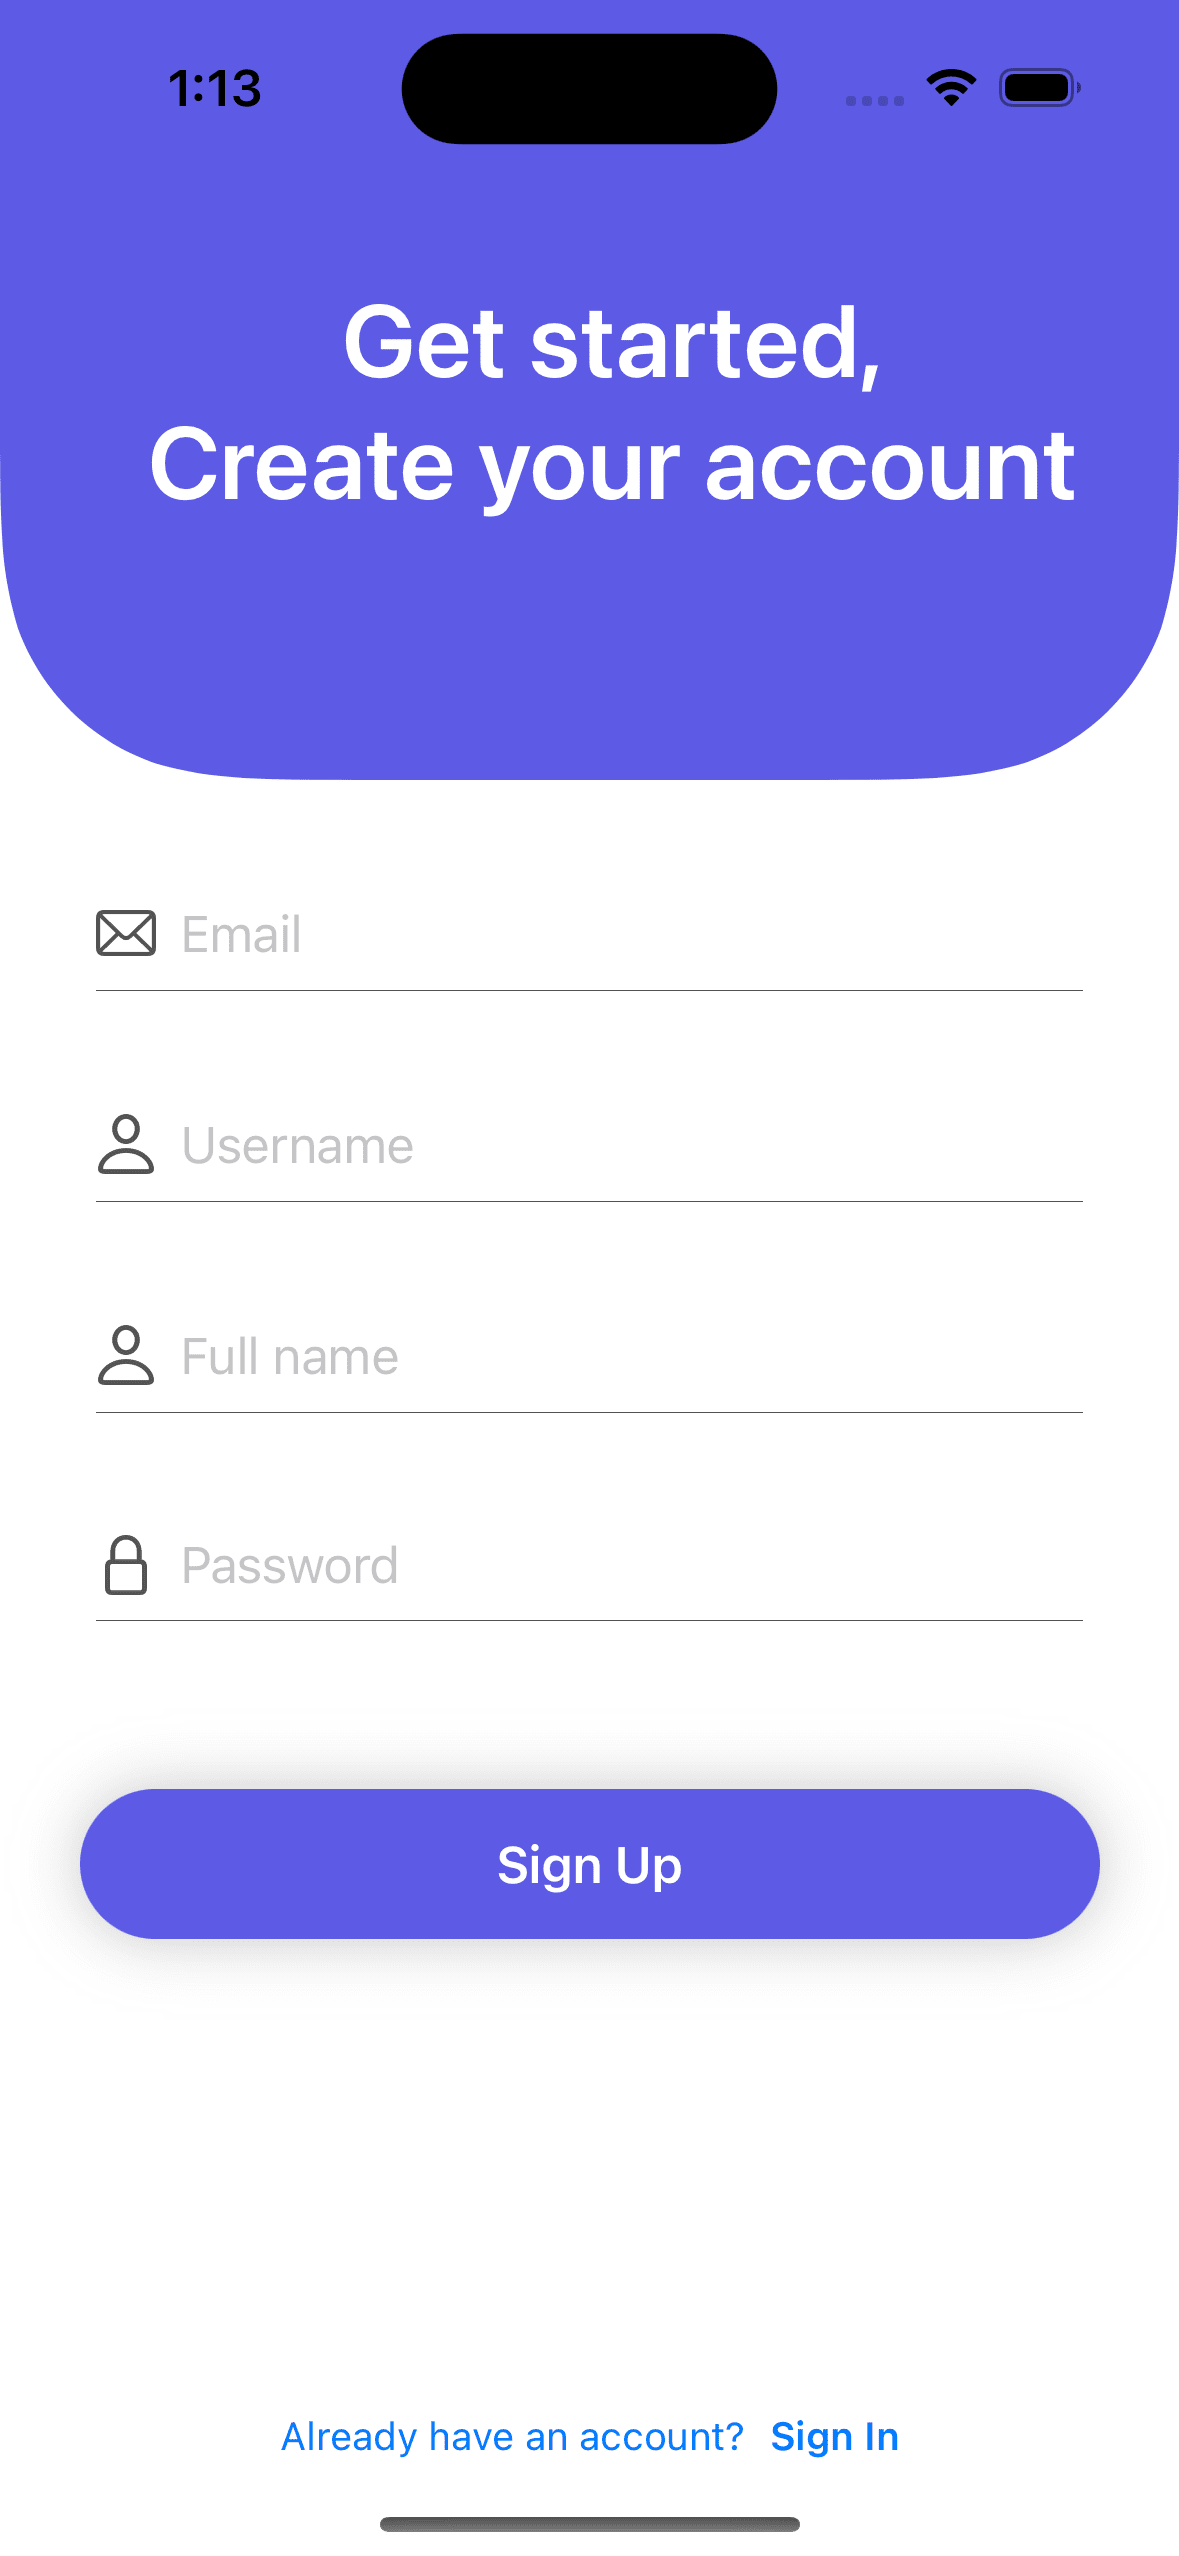 1:13
Get started,
Create your account
Email
Username
Full name
Password
Sign Up
Already have an account? Sign In